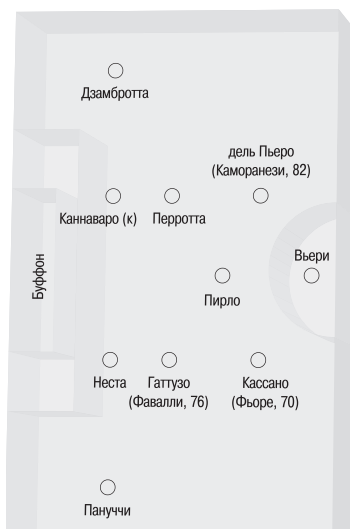 Дзамбротта
дель Пьеро
(Каморанези, 82)
Каннаваро (к)
Перротта
Буффон
Вьери
Пирло
Неста
Гаттузо
(Фавалли, 76)
Кассано
(Фьоре, 70)
Пануччи